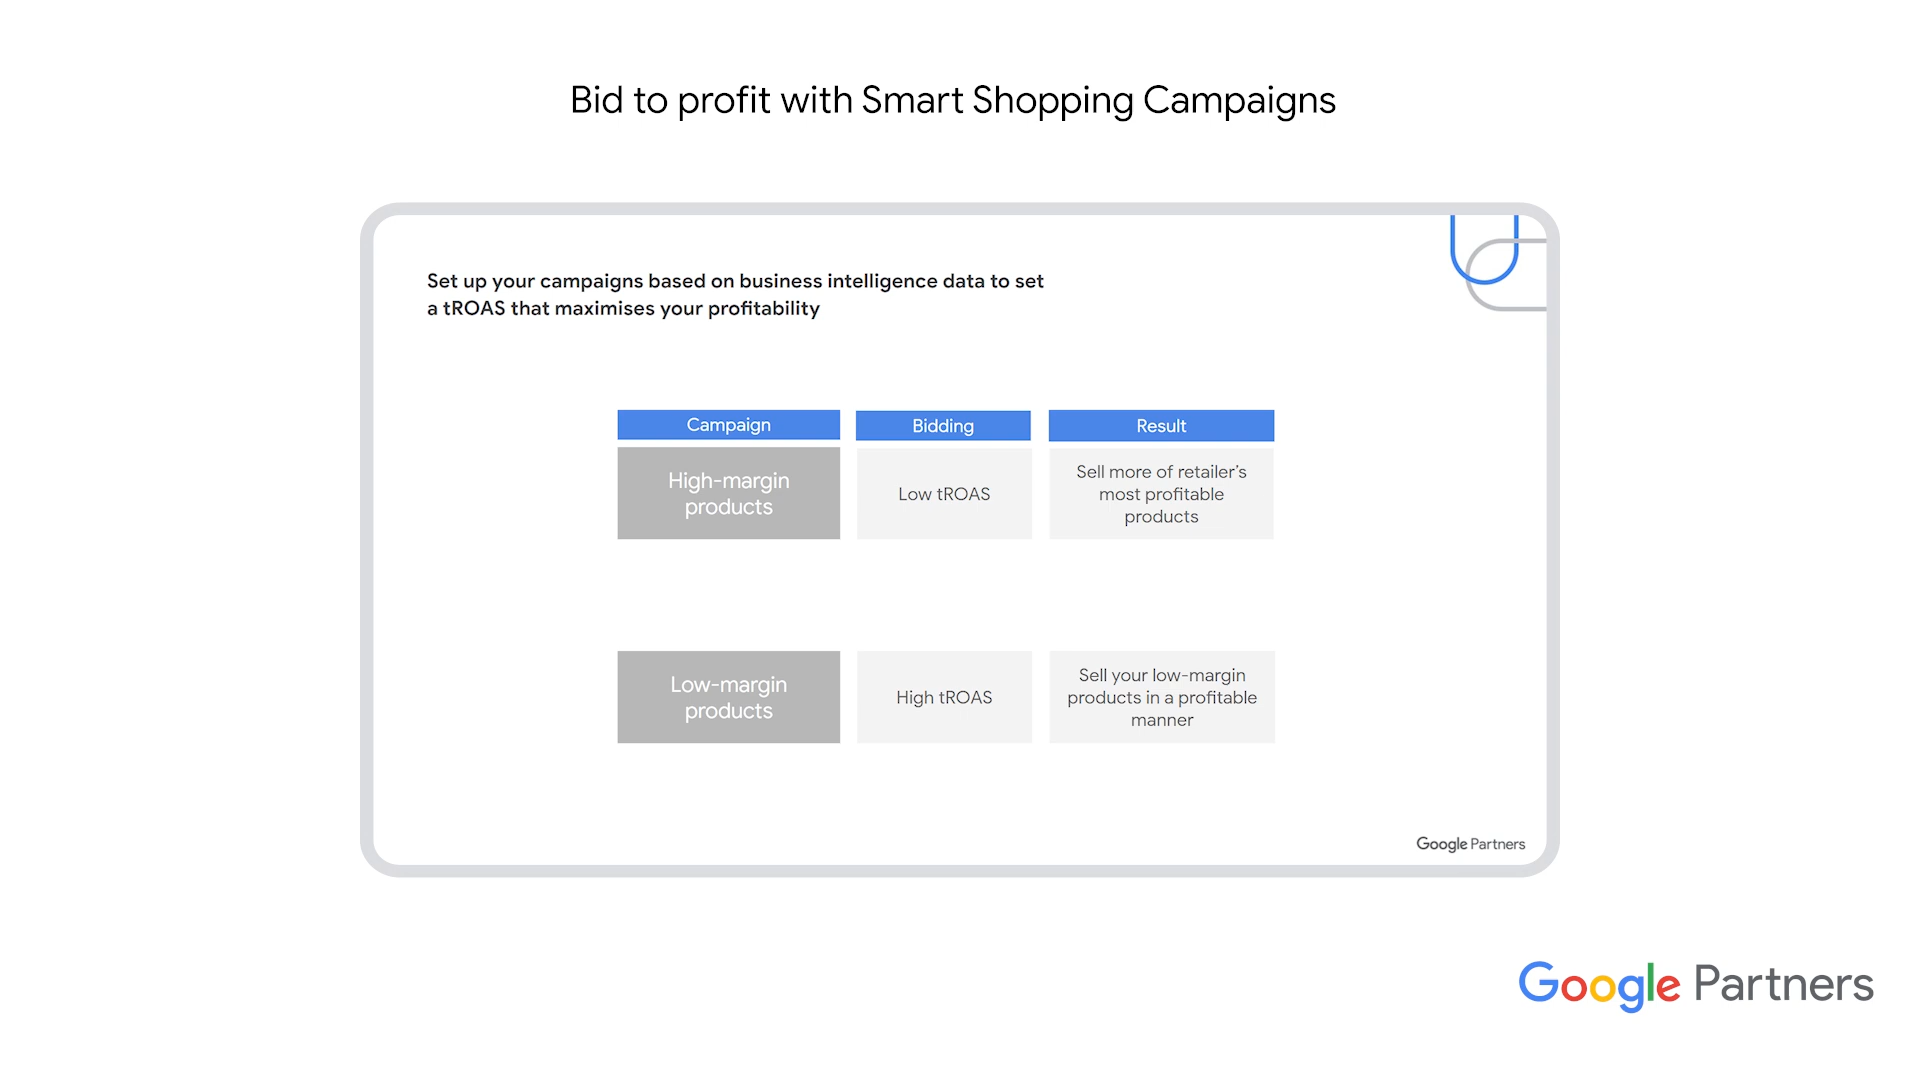 Bid to profit with Smart Shopping Campaigns
Set up your campaigns based on business intelligence data to set
a tROAS that maximises your profitability
Campaign
Bidding
Result
High-margin
products
Low tROAS
Sell more of retailer's
most profitable
products
Low-margin
products
High tROAS
Sell your low-margin
products in a profitable
manner
Google Partners
Google Partners